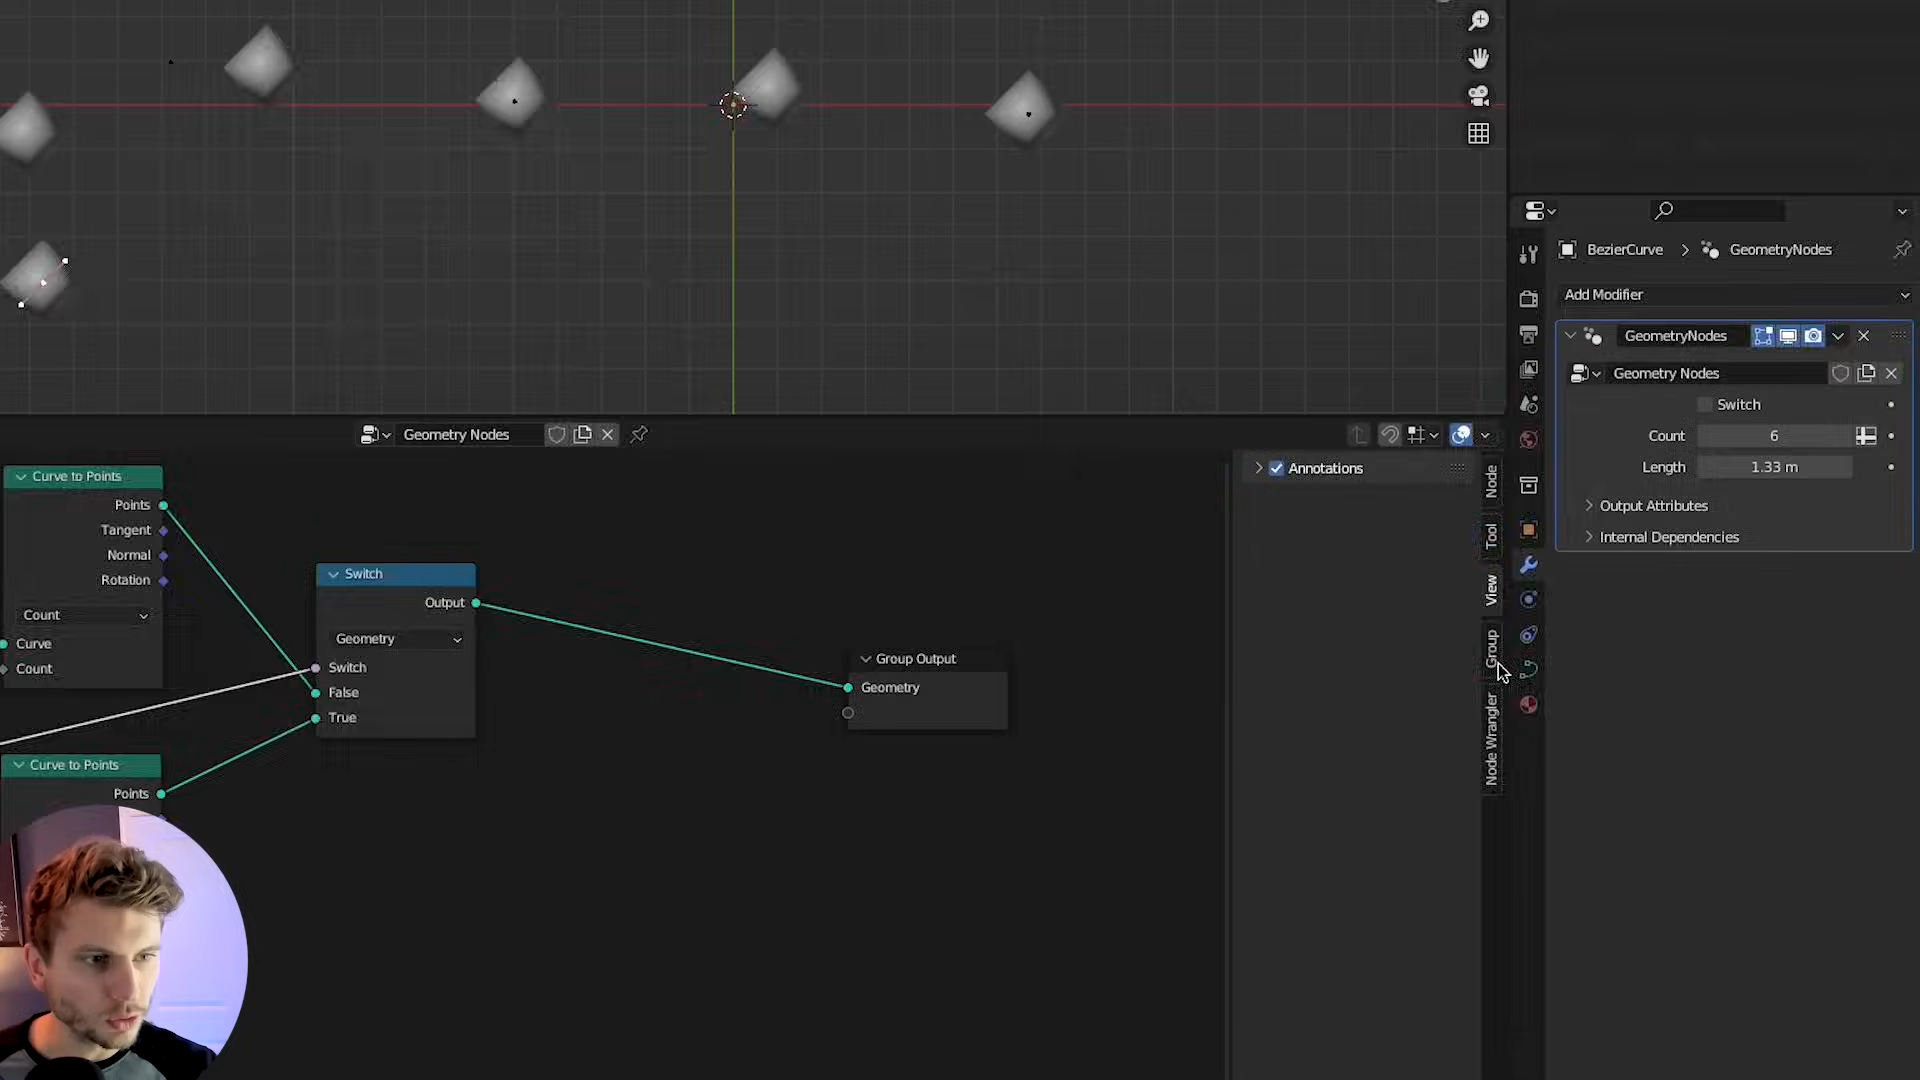 BezierCurve
GeometryNodes
Add Modifier
GeometryNodes
Geometry Nodes
Switch
Count
6
Length
1.33 m
Output Attributes
Internal Dependencies
Geometry Nodes
Annotations
Node
Tool
View
Group
Node Wrangler
Curve to Points
Points
Tangent
Normal
Rotation
Count
Curve
Count
Switch
Output
Geometry
Switch
False
True
Group Output
Geometry
Curve to Points
Points